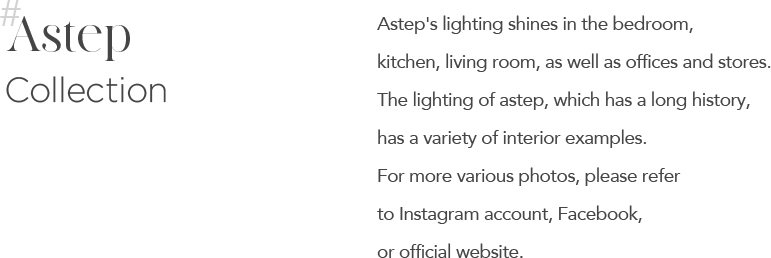 #
Astep
Collection
Astep's lighting shines in the bedroom,
kitchen, living room, as well as offices and stores.
The lighting of astep, which has a long history,
has a variety of interior examples.
For more various photos, please refer
to Instagram account, Facebook,
or official website.